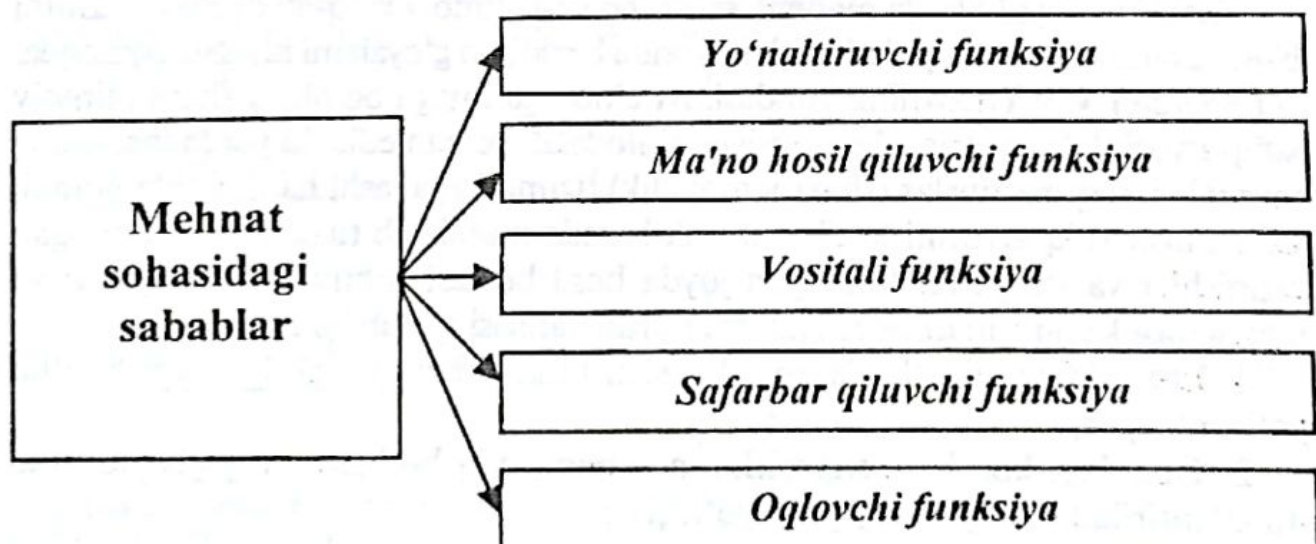 Mehnat
sohasidagi
sabablar
Yo‘naltiruvchi funksiya
Ma'no hosil qiluvchi funksiya
Vositali funksiya
Safarbar qiluvchi funksiya
Oqlovchi funksiya